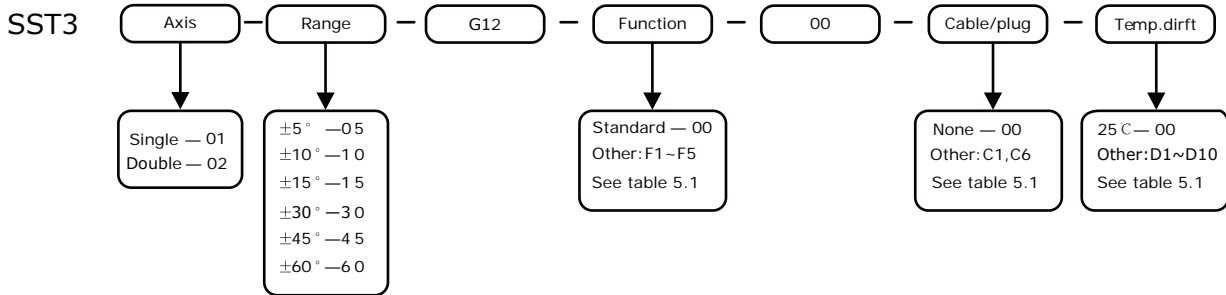 SST3 Axis — Range — G12 — Function — 00 — Cable/plug — Temp.dirft
Single — 01
Double — 02
±5° —05
±10° —10
±15° —15
±30° —30
±45° —45
±60° —60
Standard — 00
Other:F1~F5
See table 5.1
None — 00
Other:C1,C6
See table 5.1
25℃— 00
Other:D1~D10
See table 5.1